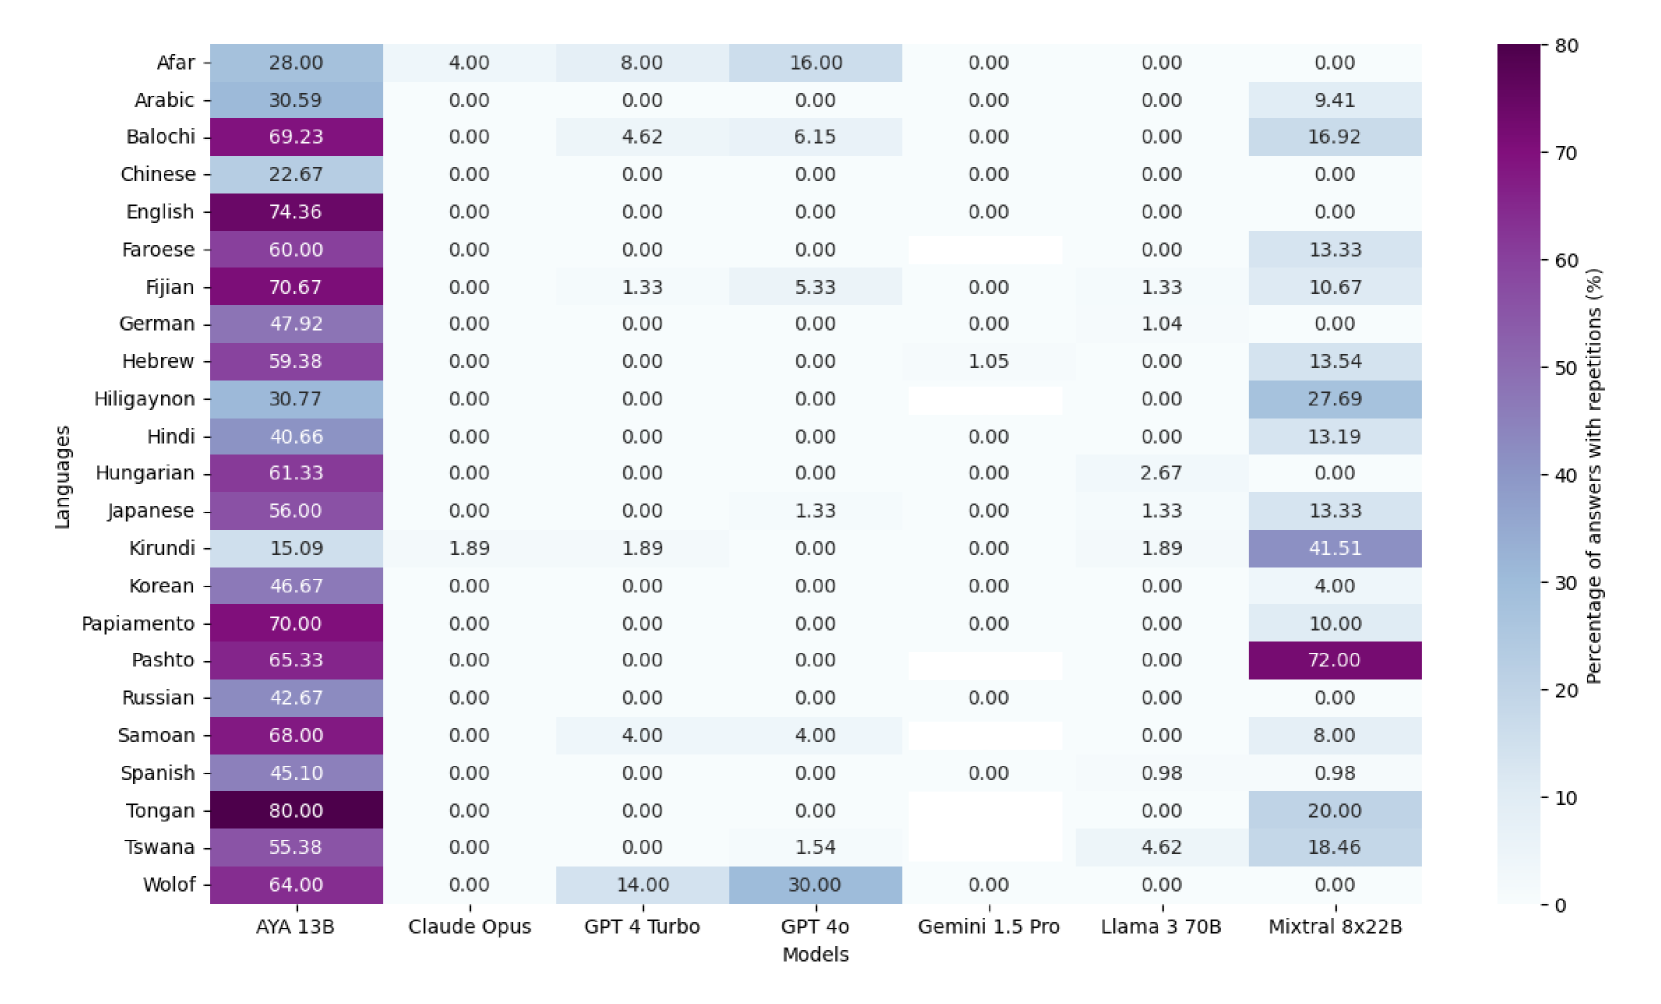 Afar 28.00 4.00 8.00 16.00 0.00 0.00 0.00 80
Arabic 30.59 0.00 0.00 0.00 0.00 0.00 9.41
Balochi 69.23 0.00 4.62 6.15 0.00 0.00 16.92 70
Chinese 22.67 0.00 0.00 0.00 0.00 0.00 0.00
English 74.36 0.00 0.00 0.00 0.00 0.00 0.00
Faroese 60.00 0.00 0.00 0.00 0.00 13.33 60
Fijian 70.67 0.00 1.33 5.33 0.00 1.33 10.67
German 47.92 0.00 0.00 0.00 0.00 1.04 0.00
Hebrew 59.38 0.00 0.00 0.00 1.05 0.00 13.54 50
Hiligaynon 30.77 0.00 0.00 0.00 0.00 27.69
Hindi 40.66 0.00 0.00 0.00 0.00 0.00 13.19
Hungarian 61.33 0.00 0.00 0.00 0.00 2.67 0.00 40
Japanese 56.00 0.00 0.00 1.33 0.00 1.33 13.33
Kirundi 15.09 1.89 1.89 0.00 0.00 1.89 41.51
Korean 46.67 0.00 0.00 0.00 0.00 0.00 4.00 30
Papiamento 70.00 0.00 0.00 0.00 0.00 0.00 10.00
Pashto 65.33 0.00 0.00 0.00 0.00 72.00
Russian 42.67 0.00 0.00 0.00 0.00 0.00 0.00 20
Samoan 68.00 0.00 4.00 4.00 0.00 8.00
Spanish 45.10 0.00 0.00 0.00 0.00 0.98 0.98
Tongan 80.00 0.00 0.00 0.00 0.00 20.00 10
Tswana 55.38 0.00 0.00 1.54 4.62 18.46
Wolof 64.00 0.00 14.00 30.00 0.00 0.00 0.00 0
AYA 13B Claude Opus GPT 4 Turbo GPT 4o Gemini 1.5 Pro Llama 3 70B Mixtral 8x22B
Models
Languages
Percentage of answers with repetitions (%)